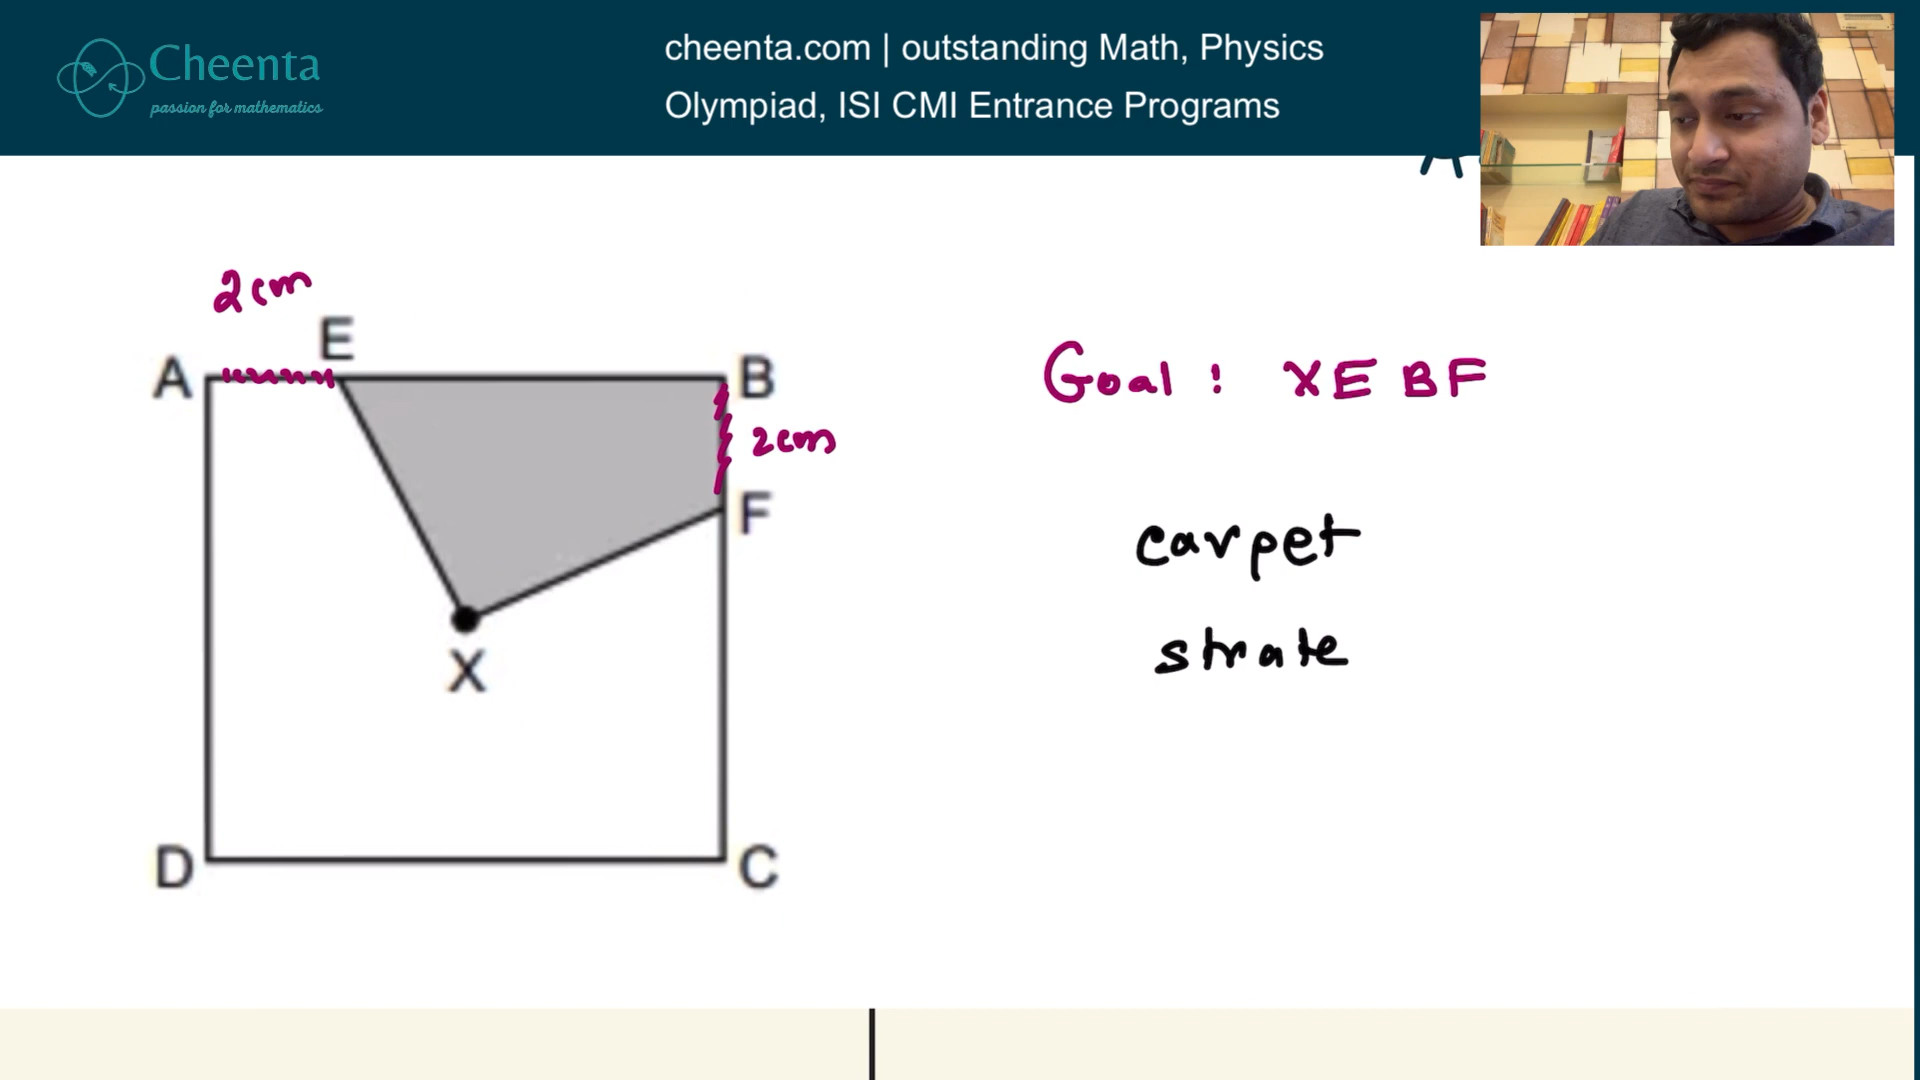 Cheenta
passion for mathematics
cheenta.com | outstanding Math, Physics
Olympiad, ISI CMI Entrance Programs
2cm
E
A
B
Goal : XEBF
2cm
F
carpet
strate
X
D
C